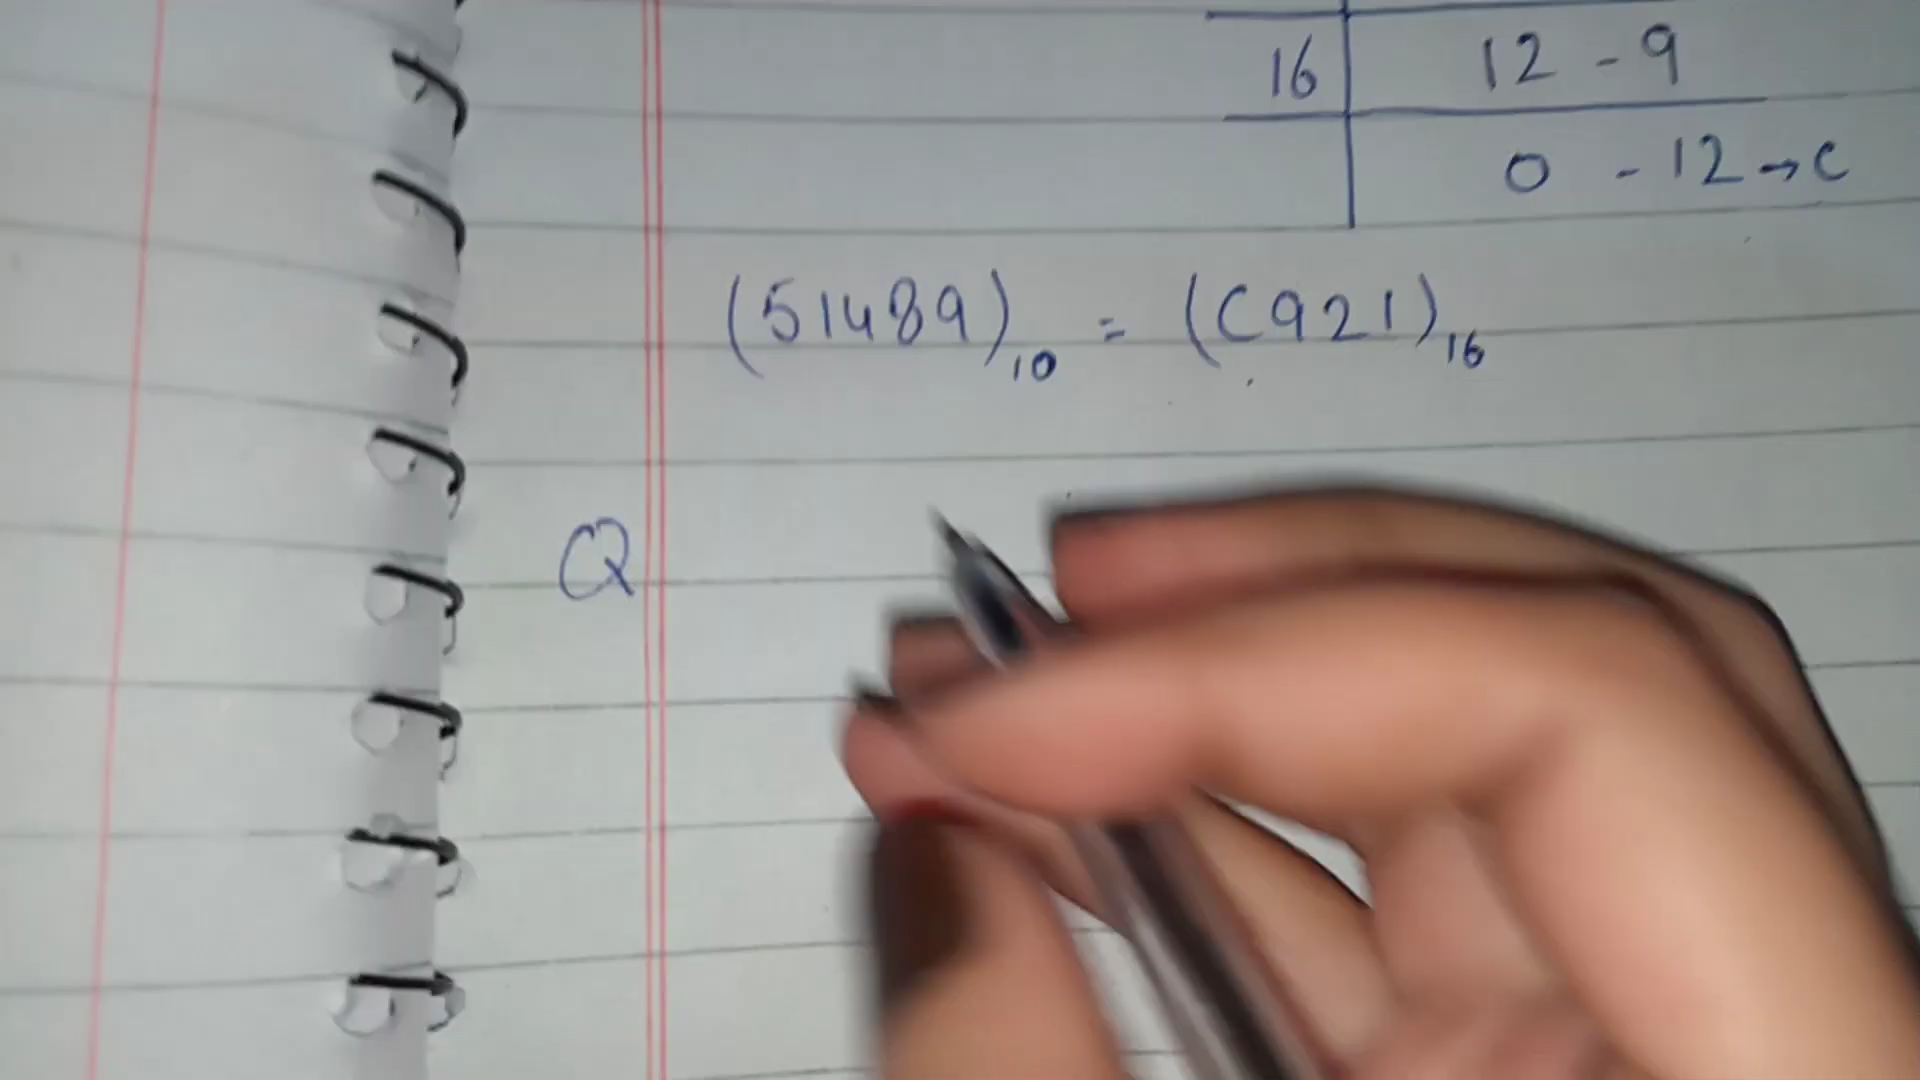 16 12 - 9
0 - 12 → C
(51489)₁₀ = (C921)₁₆
Q